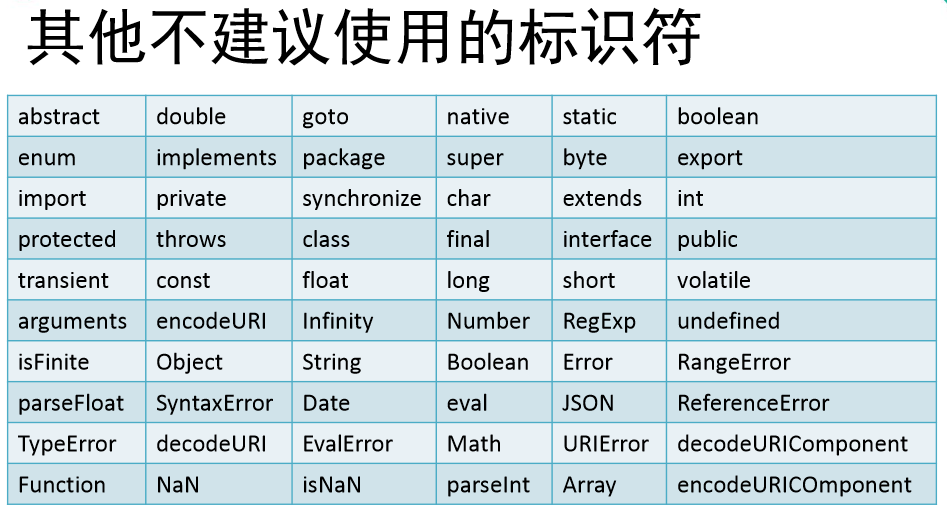 其他不建议使用的标识符
abstract double goto native static boolean
enum implements package super byte export
import private synchronize char extends int
protected throws class final interface public
transient const float long short volatile
arguments encodeURI Infinity Number RegExp undefined
isFinite Object String Boolean Error RangeError
parseFloat SyntaxError Date eval JSON ReferenceError
TypeError decodeURI EvalError Math URIError decodeURIComponent
Function NaN isNaN parseInt Array encodeURICOmponent